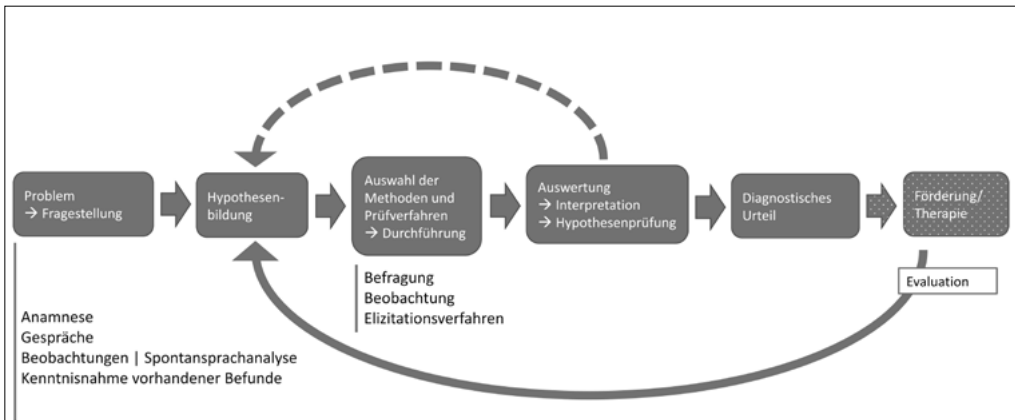 Problem
→ Fragestellung
Hypothesen-
bildung
Auswahl der
Methoden und
Prüfverfahren
→ Durchführung
Auswertung
→ Interpretation
→ Hypothesenprüfung
Diagnostisches
Urteil
Förderung/
Therapie
Evaluation
Befragung
Beobachtung
Elizitationsverfahren
Anamnese
Gespräche
Beobachtungen | Spontansprachanalyse
Kenntnisnahme vorhandener Befunde